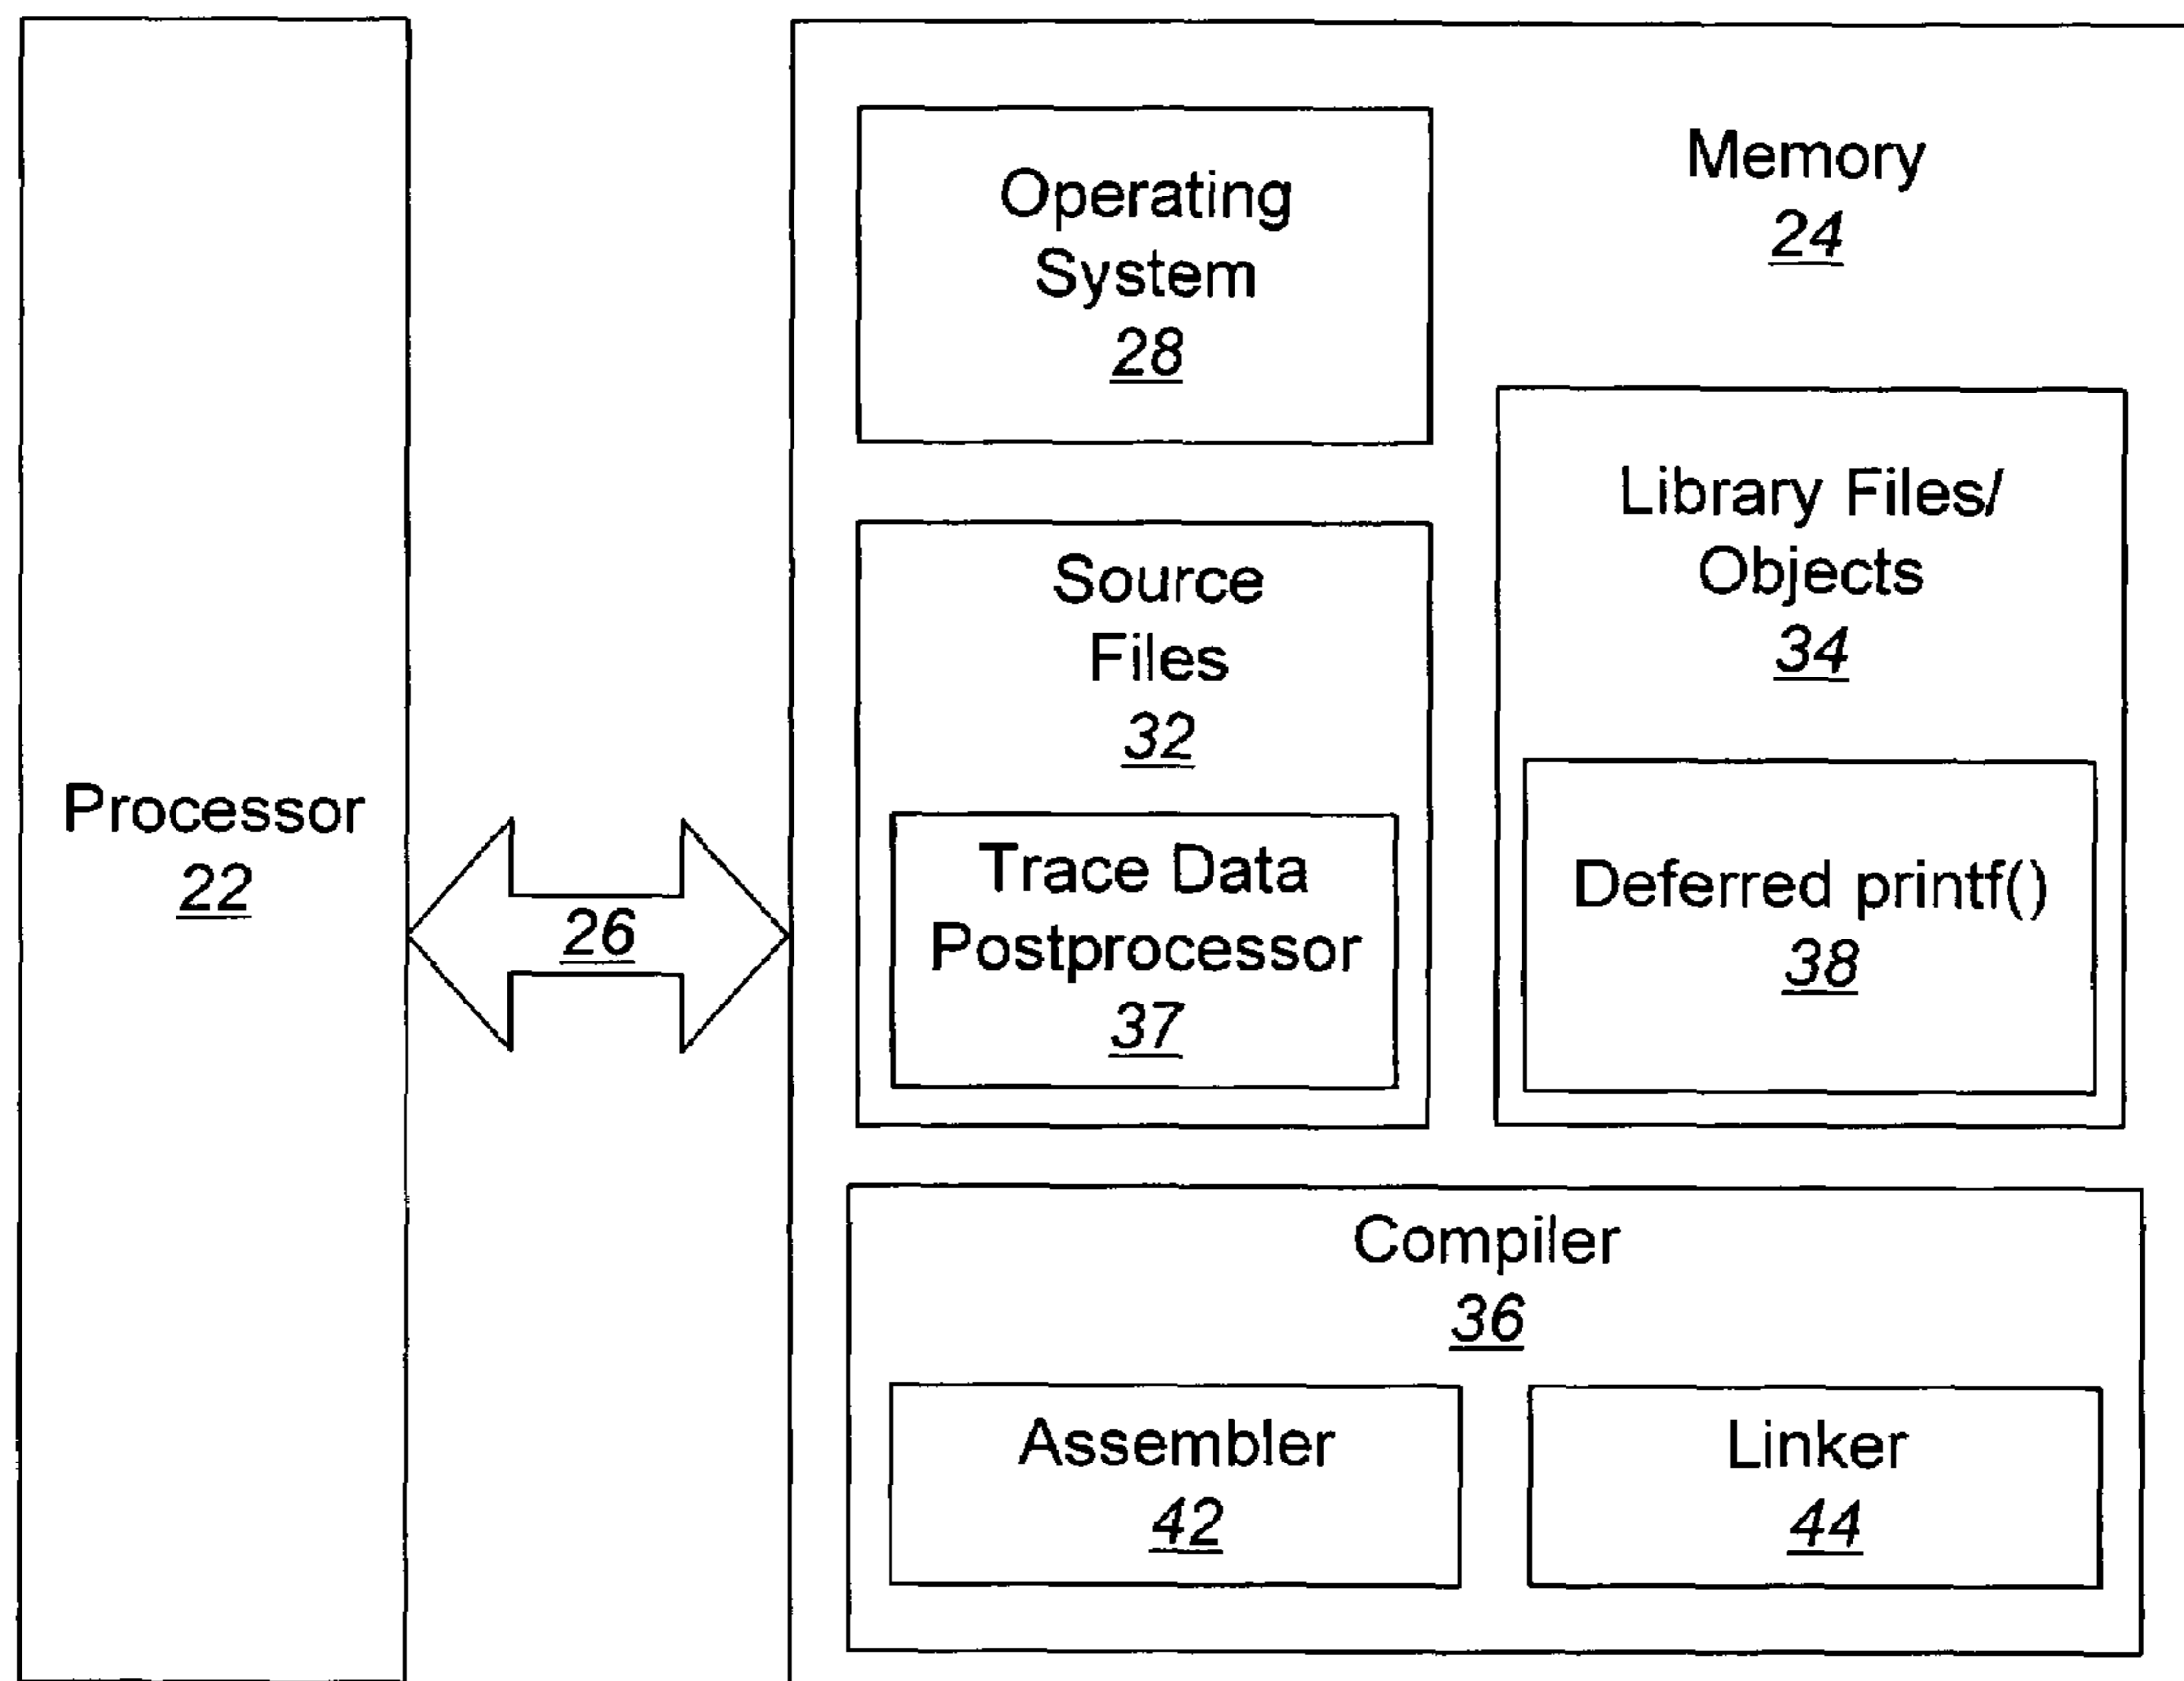 Processor
22
26
Memory
24
Operating
System
28
Source
Files
32
Trace Data
Postprocessor
37
Library Files/
Objects
34
Deferred printf()
38
Compiler
36
Assembler
42
Linker
44